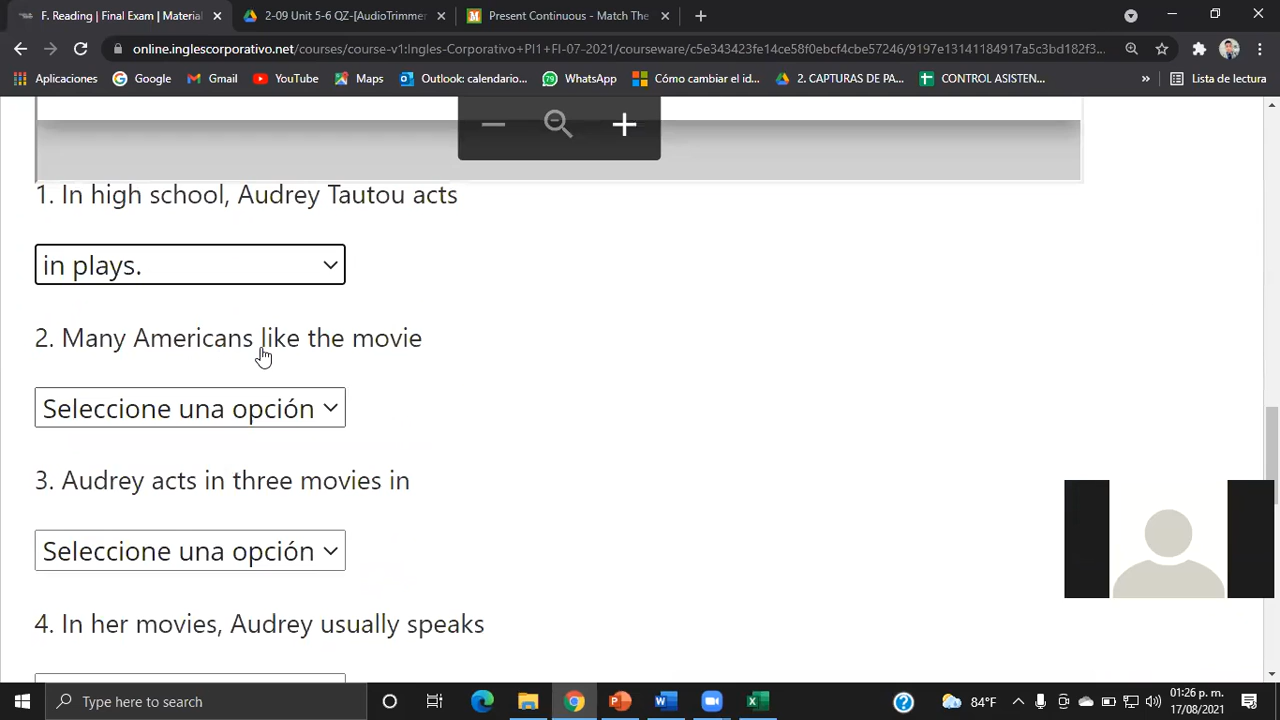 F. Reading | Final Exam | Material
2-09 Unit 5-6 QZ-[AudioTrimmer
Present Continuous - Match The
online.inglescorporativo.net/courses/course-v1:Ingles-Corporativo+PI1+FI-07-2021/courseware/c5e343423fe14ce58f0ebcf4cbe57246/9197e13141184917a5c3bd182f3...
Aplicaciones
Google
Gmail
YouTube
Maps
Outlook: calendario...
WhatsApp
Cómo cambiar el id...
2. CAPTURAS DE PA...
CONTROL ASISTEN...
»
Lista de lectura
1. In high school, Audrey Tautou acts
in plays.
2. Many Americans like the movie
Seleccione una opción
3. Audrey acts in three movies in
Seleccione una opción
4. In her movies, Audrey usually speaks
Type here to search
84°F
01:26 p. m.
17/08/2021